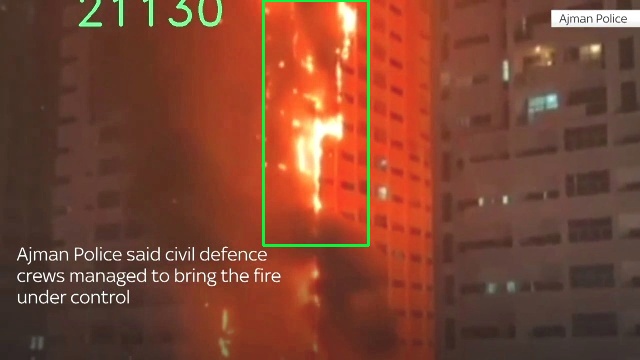 21130
Ajman Police
Ajman Police said civil defence
crews managed to bring the fire
under control